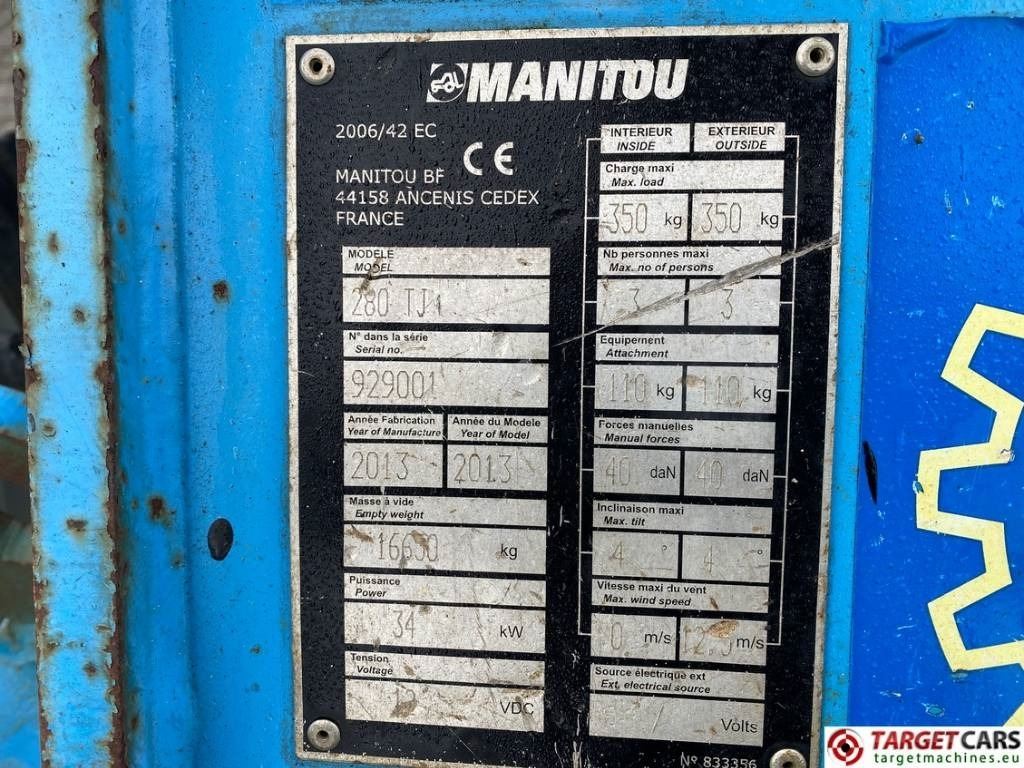 MANITOU
2006/42 EC
CE
MANITOU BF
44158 ANCENIS CEDEX
FRANCE
MODELE
MODEL
280 TJ
N° dans la série
Serial no.
929001
Année Fabrication
Year of Manufacture
2013
Année du Modele
Year of Model
2013
Masse à vide
Empty weight
kg
Puissance
Power
34 kW
Tension
Voltage
12 VDC
INTERIEUR
INSIDE
EXTERIEUR
OUTSIDE
Charge maxi
Max. load
350 kg 350 kg
Nb personnes maxi
Max. no of persons
3 3
Equipement
Attachment
110 kg 110 kg
Forces manuelles
Manual forces
40 daN 40 daN
Inclinaison maxi
Max. tilt
4 ° 4 °
Vitesse maxi du vent
Max. wind speed
0 m/s m/s
Source électrique ext
Ext. electrical source
Volts
N° 833356
TARGETCARS
targetmachines.eu